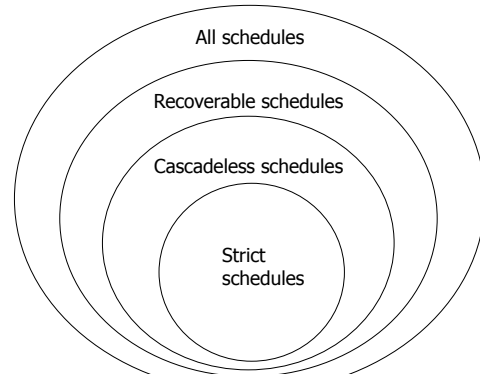 All schedules
Recoverable schedules
Cascadeless schedules
Strict
schedules